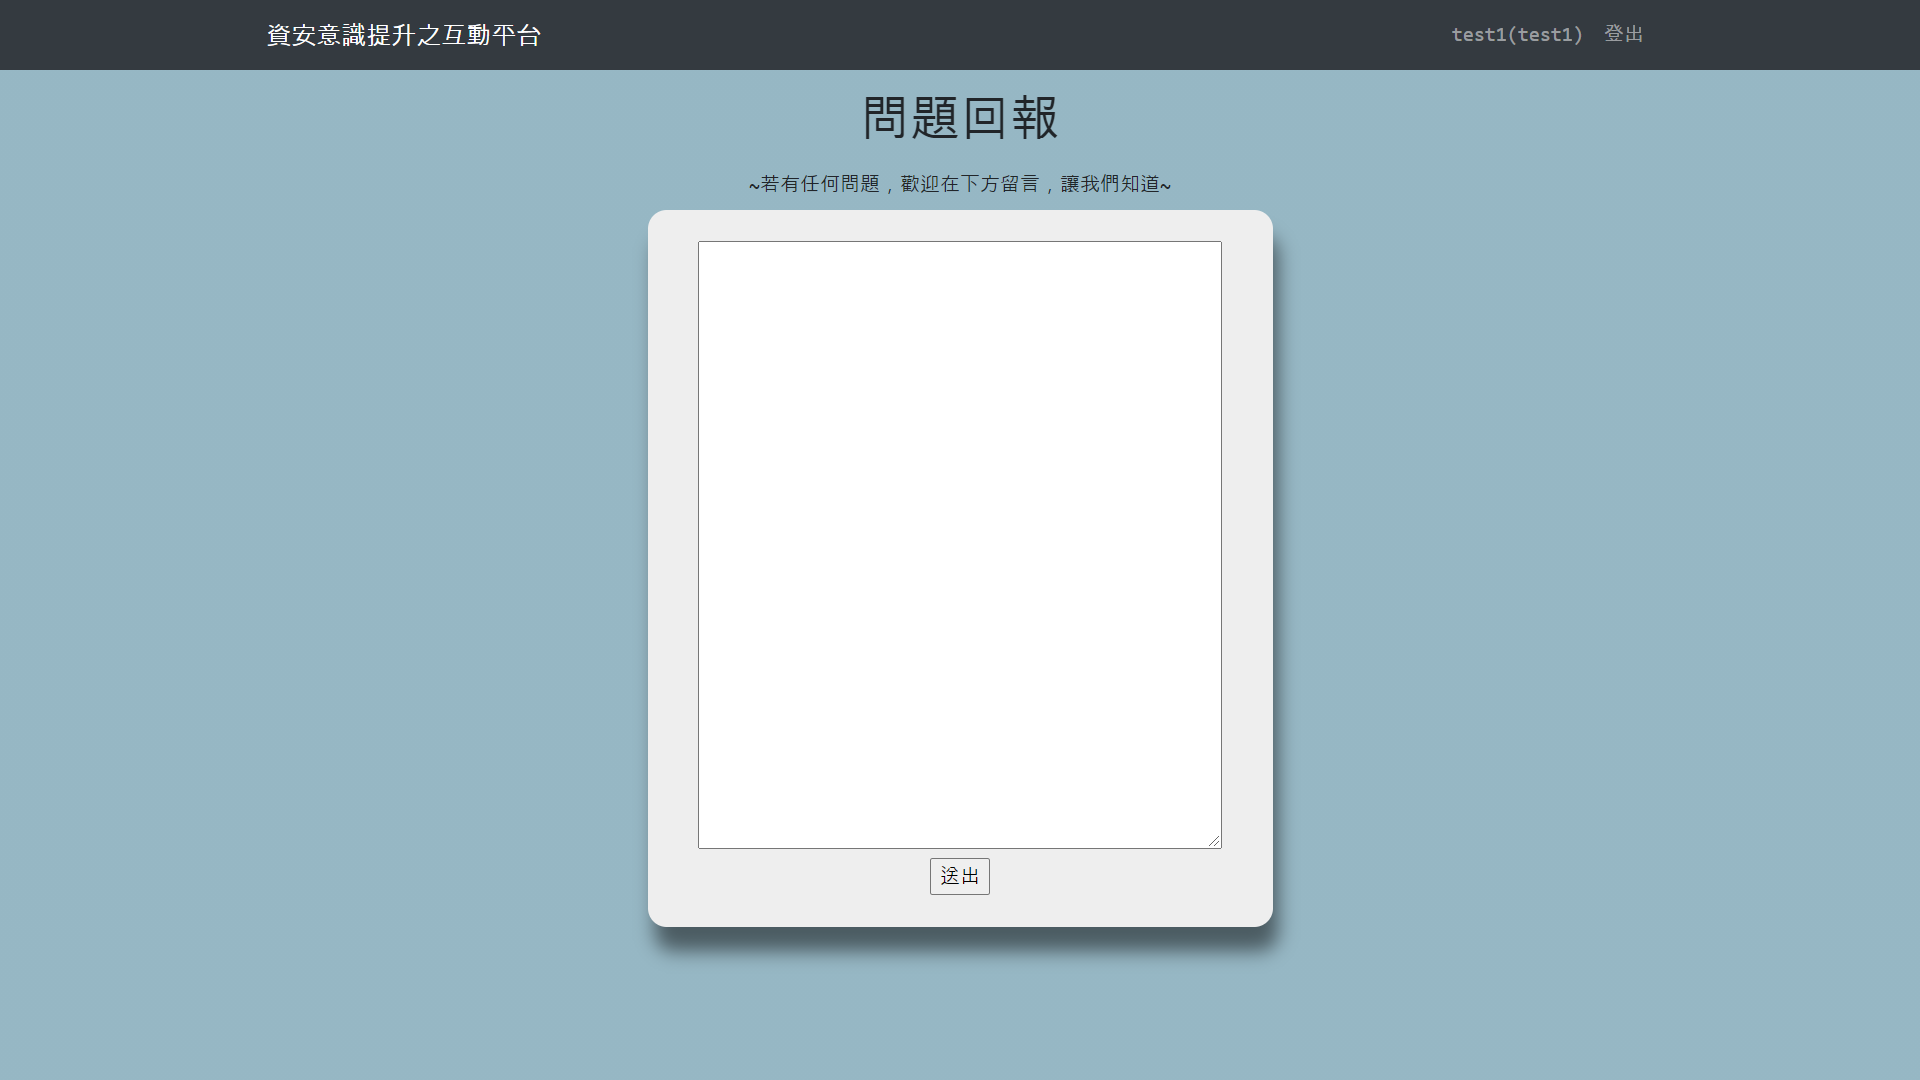 資安意識提升之互動平台
test1(test1) 登出
問題回報
~若有任何問題，歡迎在下方留言，讓我們知道~
送出